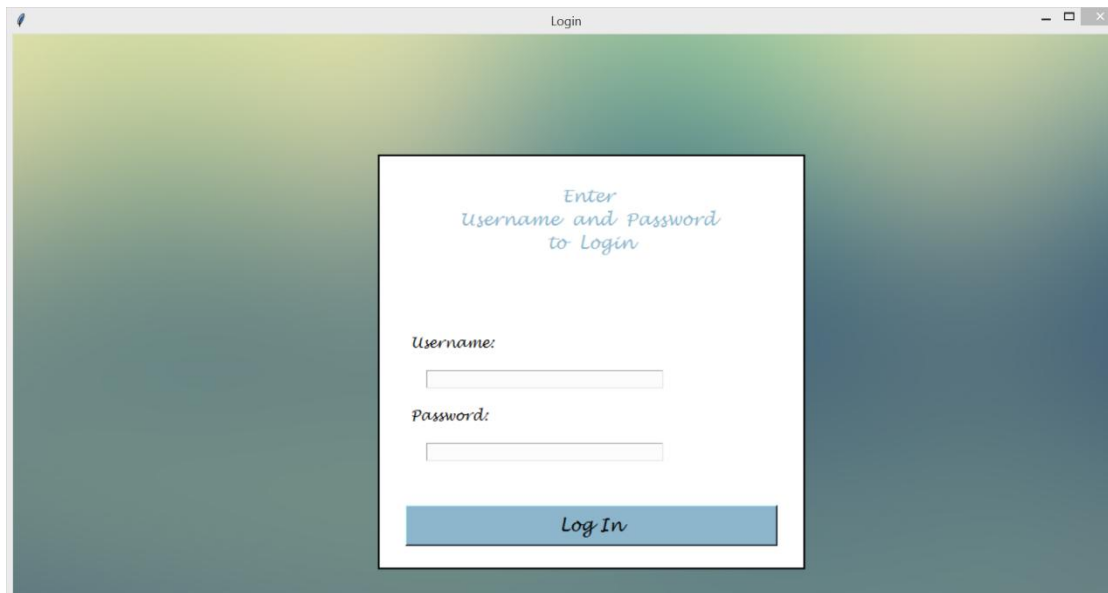 Login
Enter
Username and Password
to Login
Username:
Password:
Log In